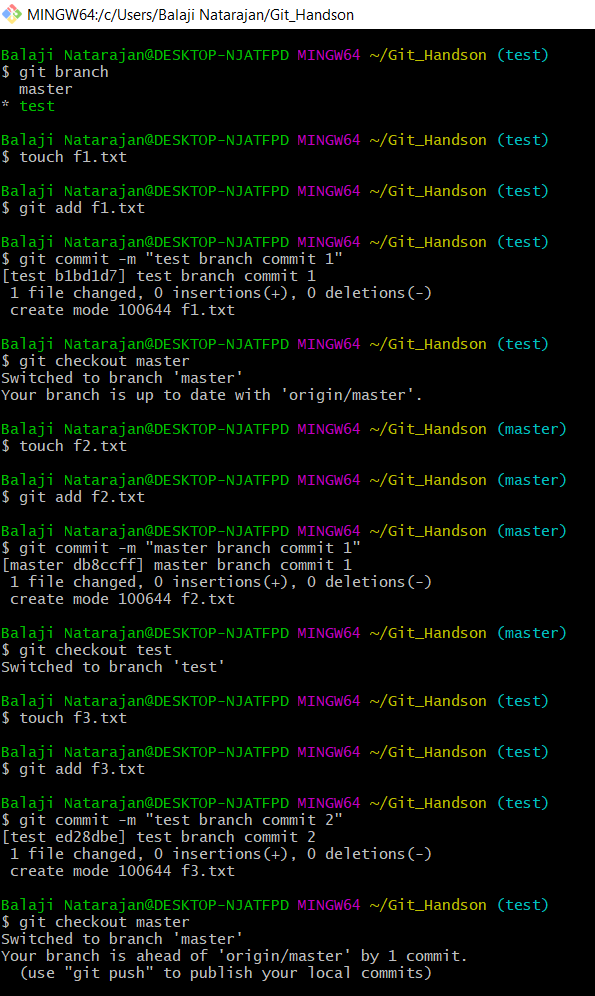 MINGW64:/c/Users/Balaji Natarajan/Git_Handson
Balaji Natarajan@DESKTOP-NJATFPD MINGW64 ~/Git_Handson (test)
$ git branch
  master
* test
Balaji Natarajan@DESKTOP-NJATFPD MINGW64 ~/Git_Handson (test)
$ touch f1.txt
Balaji Natarajan@DESKTOP-NJATFPD MINGW64 ~/Git_Handson (test)
$ git add f1.txt
Balaji Natarajan@DESKTOP-NJATFPD MINGW64 ~/Git_Handson (test)
$ git commit -m "test branch commit 1"
[test b1bd1d7] test branch commit 1
 1 file changed, 0 insertions(+), 0 deletions(-)
 create mode 100644 f1.txt
Balaji Natarajan@DESKTOP-NJATFPD MINGW64 ~/Git_Handson (test)
$ git checkout master
Switched to branch 'master'
Your branch is up to date with 'origin/master'.
Balaji Natarajan@DESKTOP-NJATFPD MINGW64 ~/Git_Handson (master)
$ touch f2.txt
Balaji Natarajan@DESKTOP-NJATFPD MINGW64 ~/Git_Handson (master)
$ git add f2.txt
Balaji Natarajan@DESKTOP-NJATFPD MINGW64 ~/Git_Handson (master)
$ git commit -m "master branch commit 1"
[master db8ccff] master branch commit 1
 1 file changed, 0 insertions(+), 0 deletions(-)
 create mode 100644 f2.txt
Balaji Natarajan@DESKTOP-NJATFPD MINGW64 ~/Git_Handson (master)
$ git checkout test
Switched to branch 'test'
Balaji Natarajan@DESKTOP-NJATFPD MINGW64 ~/Git_Handson (test)
$ touch f3.txt
Balaji Natarajan@DESKTOP-NJATFPD MINGW64 ~/Git_Handson (test)
$ git add f3.txt
Balaji Natarajan@DESKTOP-NJATFPD MINGW64 ~/Git_Handson (test)
$ git commit -m "test branch commit 2"
[test ed28dbe] test branch commit 2
 1 file changed, 0 insertions(+), 0 deletions(-)
 create mode 100644 f3.txt
Balaji Natarajan@DESKTOP-NJATFPD MINGW64 ~/Git_Handson (test)
$ git checkout master
Switched to branch 'master'
Your branch is ahead of 'origin/master' by 1 commit.
  (use "git push" to publish your local commits)